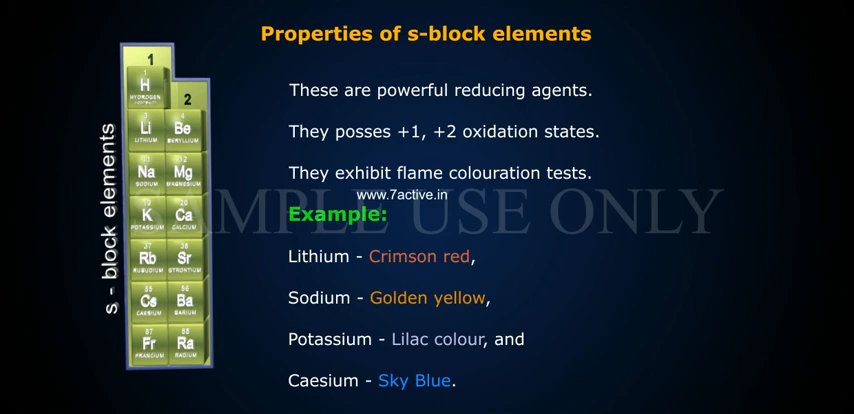 Properties of s-block elements
These are powerful reducing agents.
They posses +1, +2 oxidation states.
They exhibit flame colouration tests.
www.7active.in
SAMPLE USE ONLY
Example:
Lithium - Crimson red,
Sodium - Golden yellow,
Potassium - Lilac colour, and
Caesium - Sky Blue.
s - block elements
1
1
H
HYDROGEN
2
3 4
Li Be
LITHIUM BERYLLIUM
11 12
Na Mg
SODIUM MAGNESIUM
19 20
K Ca
POTASSIUM CALCIUM
37 38
Rb Sr
RUBUDIUM STRONTIUM
55 56
Cs Ba
CAESIUM BARIUM
87 88
Fr Ra
FRANCIUM RADIUM